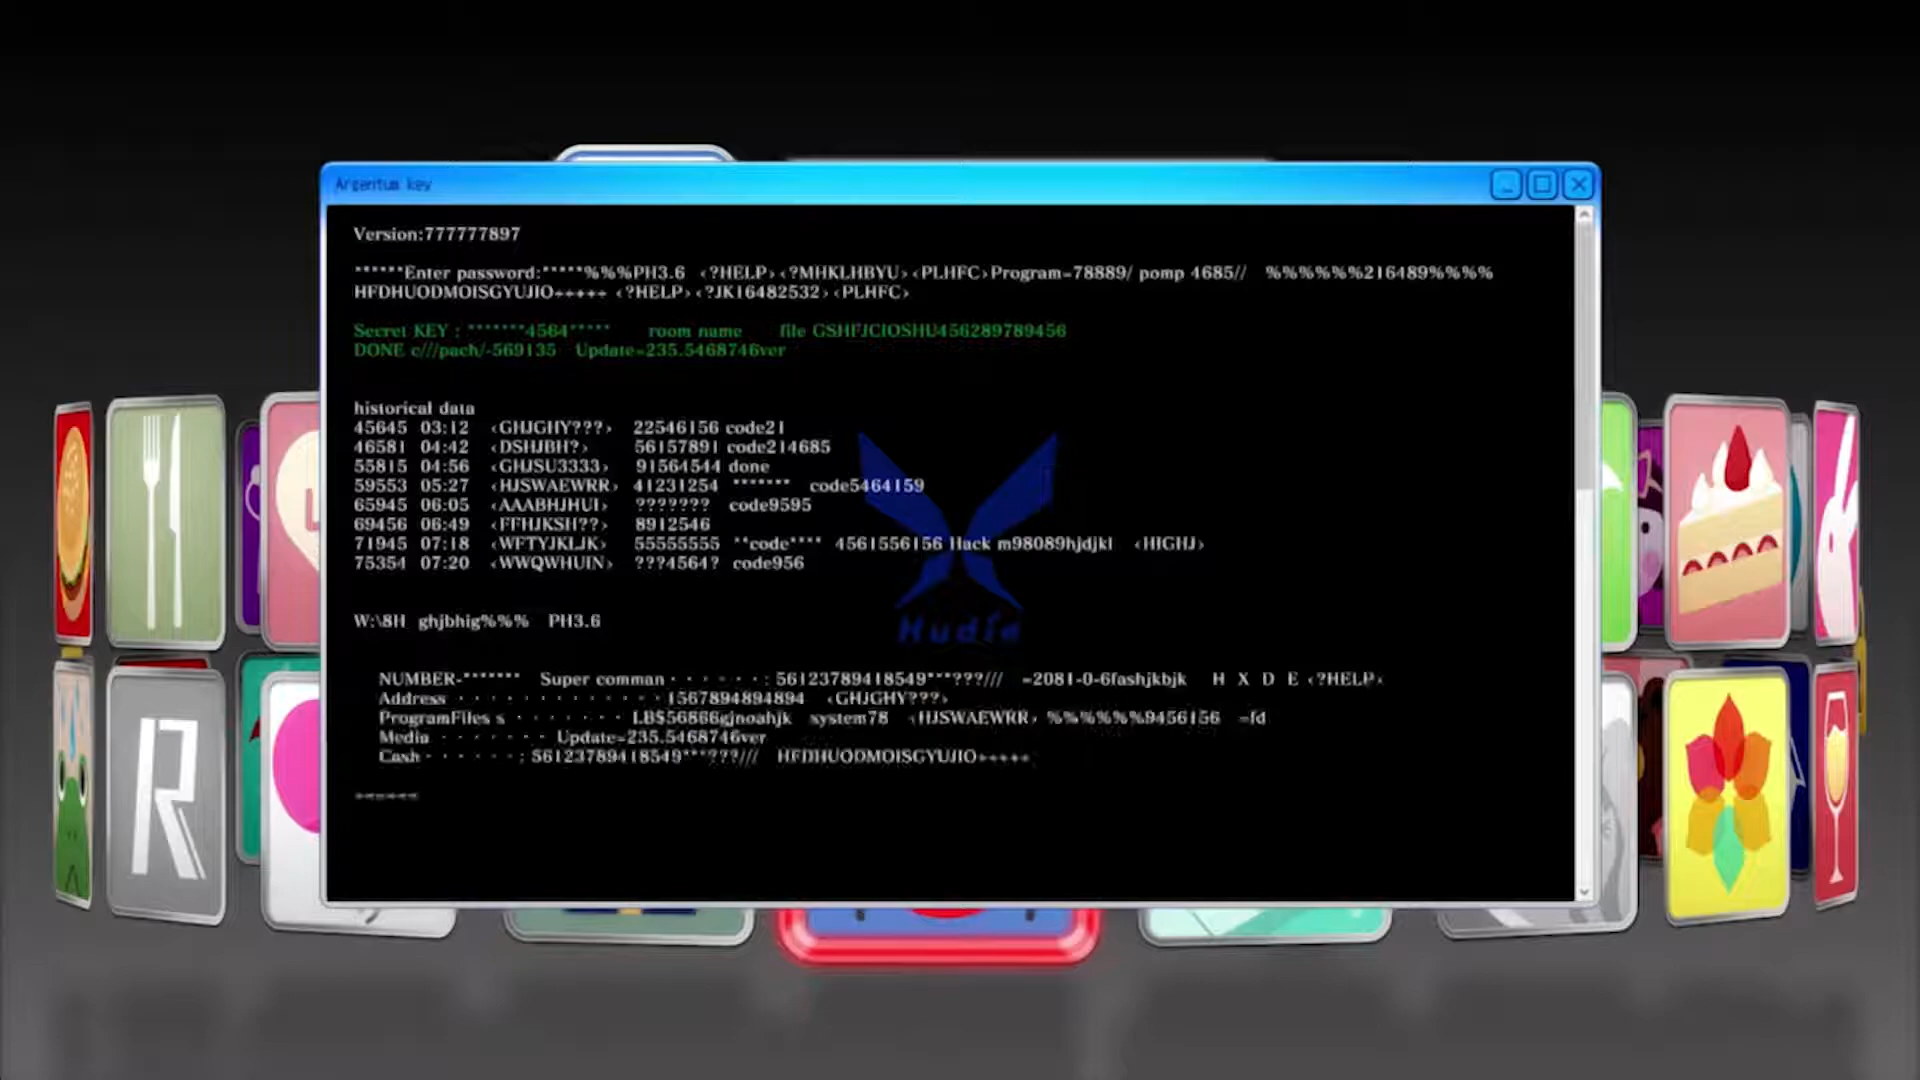 Argentum key
Version:777777897
******Enter password:*****%%%PH3.6 <?HELP> <?MHKLHBYU> <PLHFC>Program=78889/ pomp 4685// %%%%%%216489%%%%
HFDHUODMOISGYUJIO+++++ <?HELP> <?JK16482532> <PLHFC>
Secret KEY : *******4564***** room name file GSHFJCIOSHU456289789456
DONE c///pach/-569135 Update=235.5468746ver
historical data
45645 03:12 <GHJGHY???> 22546156 code21
46581 04:42 <DSHJBH?> 56157891 code214685
55815 04:56 <GHJSU3333> 91564544 done
59553 05:27 <HJSWAEWRR> 41231254 ******* code5464159
65945 06:05 <AAABHJHUI> ??????? code9595
69456 06:49 <FFHJKSH??> 8912546
71945 07:18 <WFTYJKLJK> 55555555 **code**** 4561556156 Hack m98089hjdjkl <HIGHJ>
75354 07:20 <WWQWHUIN> ???4564? code956
Hudie
W:\8H ghjbhig%%% PH3.6
NUMBER-******* Super comman · · · · · · : 56123789418549***???/// =2081-0-6fashjkbjk H X D E <?HELP<
Address · · · · · · · · · · · · · 1567894894894 <GHJGHY???>
ProgramFiles s · · · · · · · · LBS56866gjnoahjk system78 <HJSWAEWRR> %%%%%%9456156 =fd
Media · · · · · · · Update=235.5468746ver
Cash · · · · · · : 56123789418549***???/// HFDHUODMOISGYUJIO+++++
R